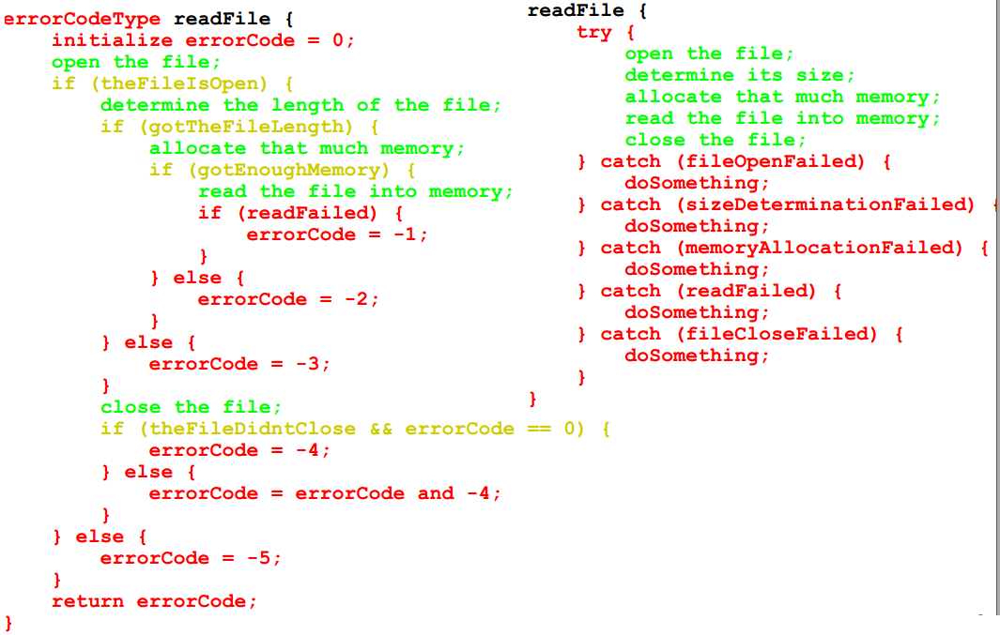 errorCodeType readFile {
    initialize errorCode = 0;
    open the file;
    if (theFileIsOpen) {
        determine the length of the file;
        if (gotTheFileLength) {
            allocate that much memory;
            if (gotEnoughMemory) {
                read the file into memory;
                if (readFailed) {
                    errorCode = -1;
                }
            } else {
                errorCode = -2;
            }
        } else {
            errorCode = -3;
        }
        close the file;
        if (theFileDidntClose && errorCode == 0) {
            errorCode = -4;
        } else {
            errorCode = errorCode and -4;
        }
    } else {
        errorCode = -5;
    }
    return errorCode;
}
readFile {
    try {
        open the file;
        determine its size;
        allocate that much memory;
        read the file into memory;
        close the file;
    } catch (fileOpenFailed) {
        doSomething;
    } catch (sizeDeterminationFailed) {
        doSomething;
    } catch (memoryAllocationFailed) {
        doSomething;
    } catch (readFailed) {
        doSomething;
    } catch (fileCloseFailed) {
        doSomething;
    }
}